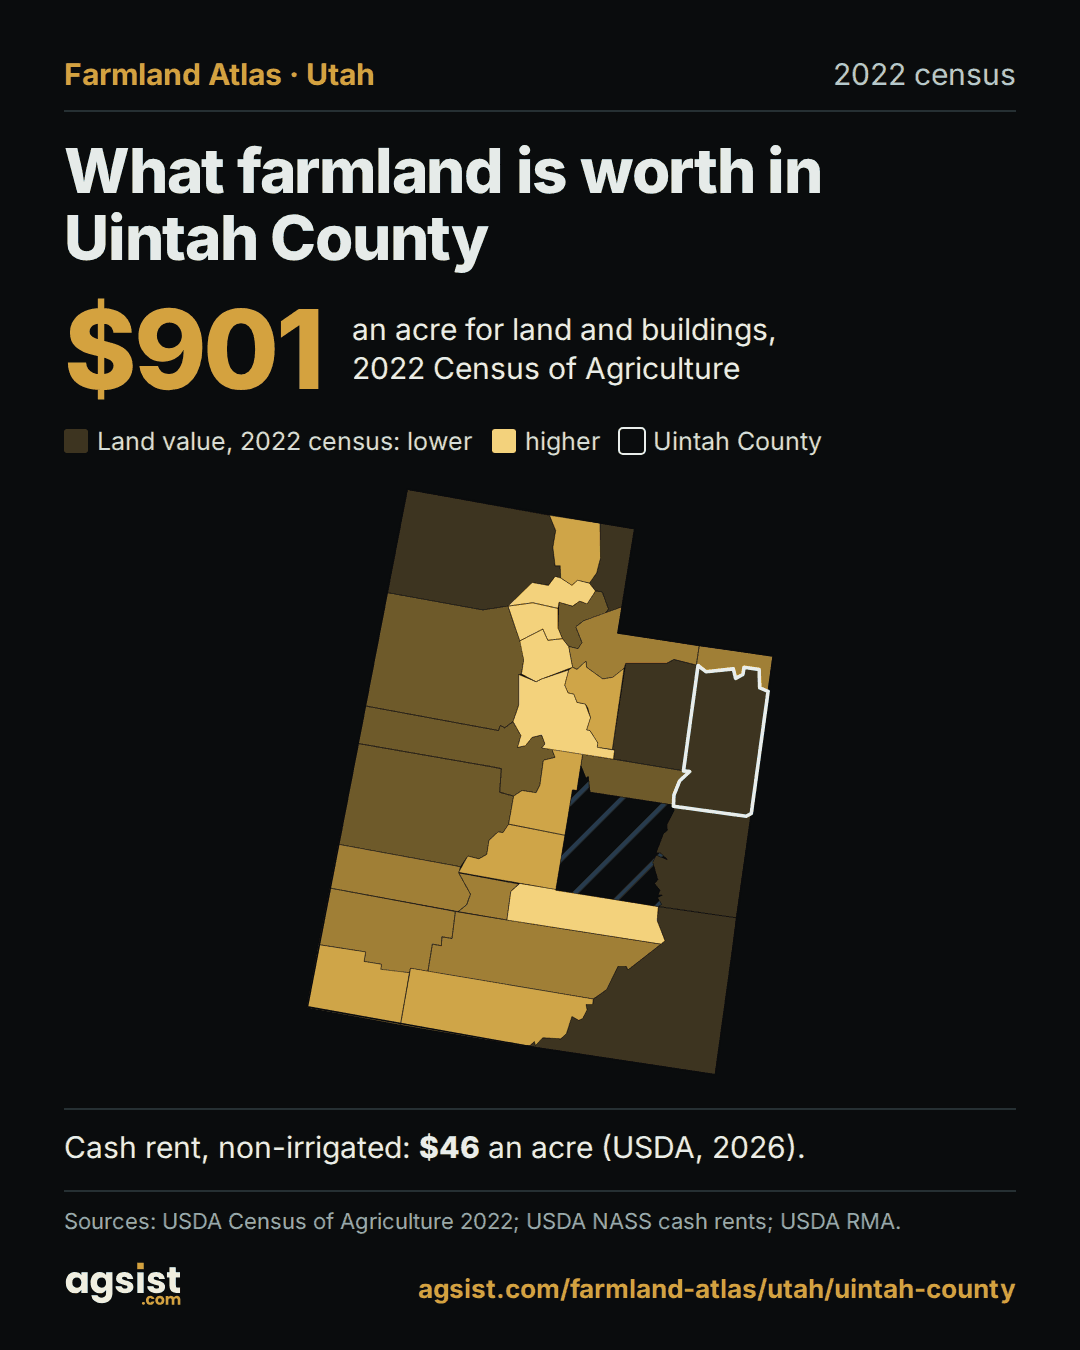 Farmland Atlas · Utah
2022 census
What farmland is worth in
Uintah County
$901
an acre for land and buildings,
2022 Census of Agriculture
Land value, 2022 census: lower
higher
Uintah County
Cash rent, non-irrigated: $46 an acre (USDA, 2026).
Sources: USDA Census of Agriculture 2022; USDA NASS cash rents; USDA RMA.
agsist
.com
agsist.com/farmland-atlas/utah/uintah-county